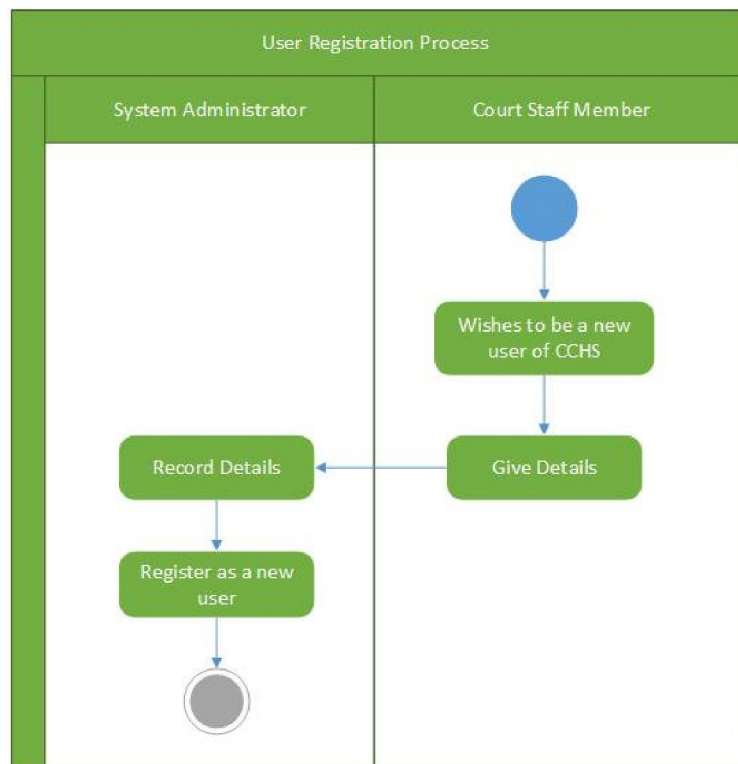 User Registration Process
System Administrator
Court Staff Member
Wishes to be a new
user of CCHS
Give Details
Record Details
Register as a new
user